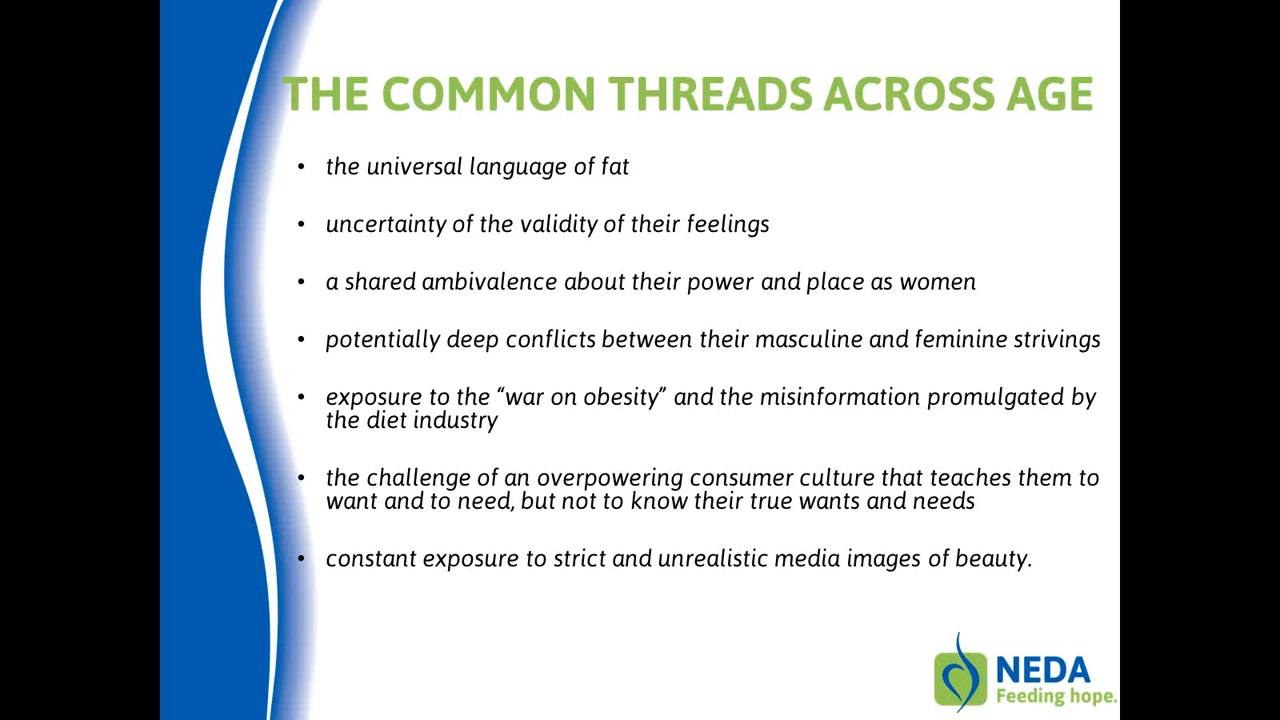 THE COMMON THREADS ACROSS AGE
• the universal language of fat
• uncertainty of the validity of their feelings
• a shared ambivalence about their power and place as women
• potentially deep conflicts between their masculine and feminine strivings
• exposure to the “war on obesity” and the misinformation promulgated by
the diet industry
• the challenge of an overpowering consumer culture that teaches them to
want and to need, but not to know their true wants and needs
• constant exposure to strict and unrealistic media images of beauty.
NEDA
Feeding hope.